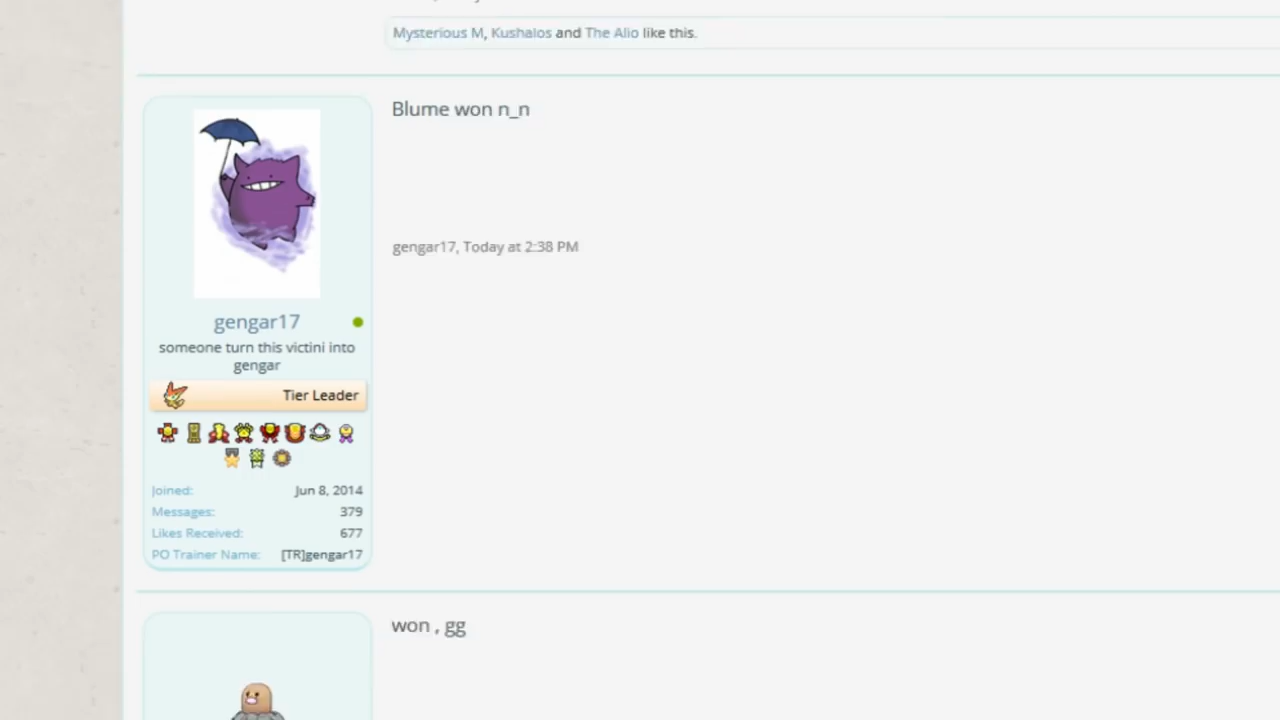 Mysterious M, Kushalos and The Alio like this.
Blume won n_n
gengar17, Today at 2:38 PM
gengar17
someone turn this victini into
gengar
Tier Leader
Joined: Jun 8, 2014
Messages: 379
Likes Received: 677
PO Trainer Name: [TR]gengar17
won , gg